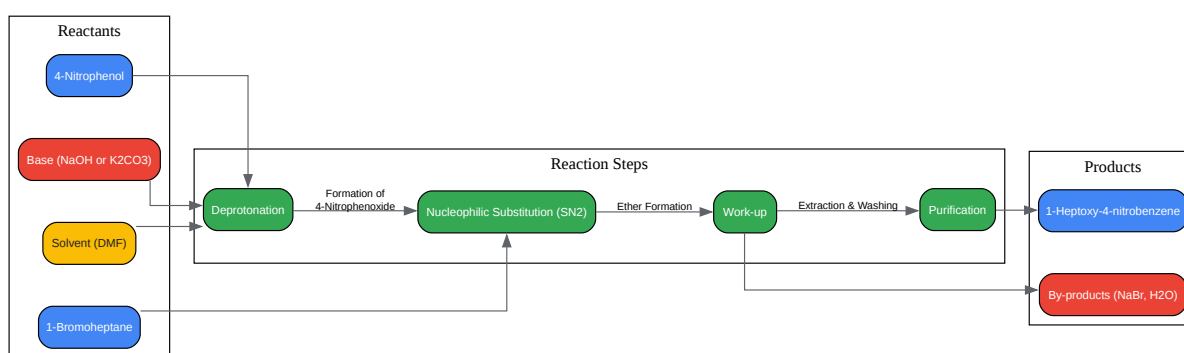 Reactants
4-Nitrophenol
Base (NaOH or K2CO3)
Solvent (DMF)
1-Bromoheptane
Reaction Steps
Deprotonation
Formation of
4-Nitrophenoxide
Nucleophilic Substitution (SN2)
Ether Formation
Work-up
Extraction & Washing
Purification
Products
1-Heptoxy-4-nitrobenzene
By-products (NaBr, H2O)